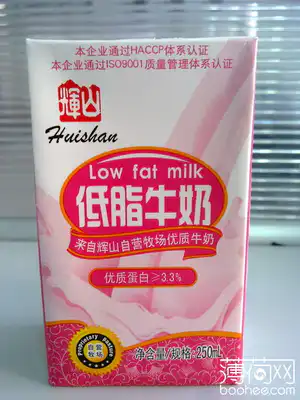 本企业通过HACCP体系认证
本企业通过ISO9001质量管理体系认证
輝山
Huishan
Low fat milk
低脂牛奶
来自辉山自营牧场优质牛奶
优质蛋白≥3.3%
Proprietary
自营
牧场
净含量/规格:250mL
薄荷网
boohee.com